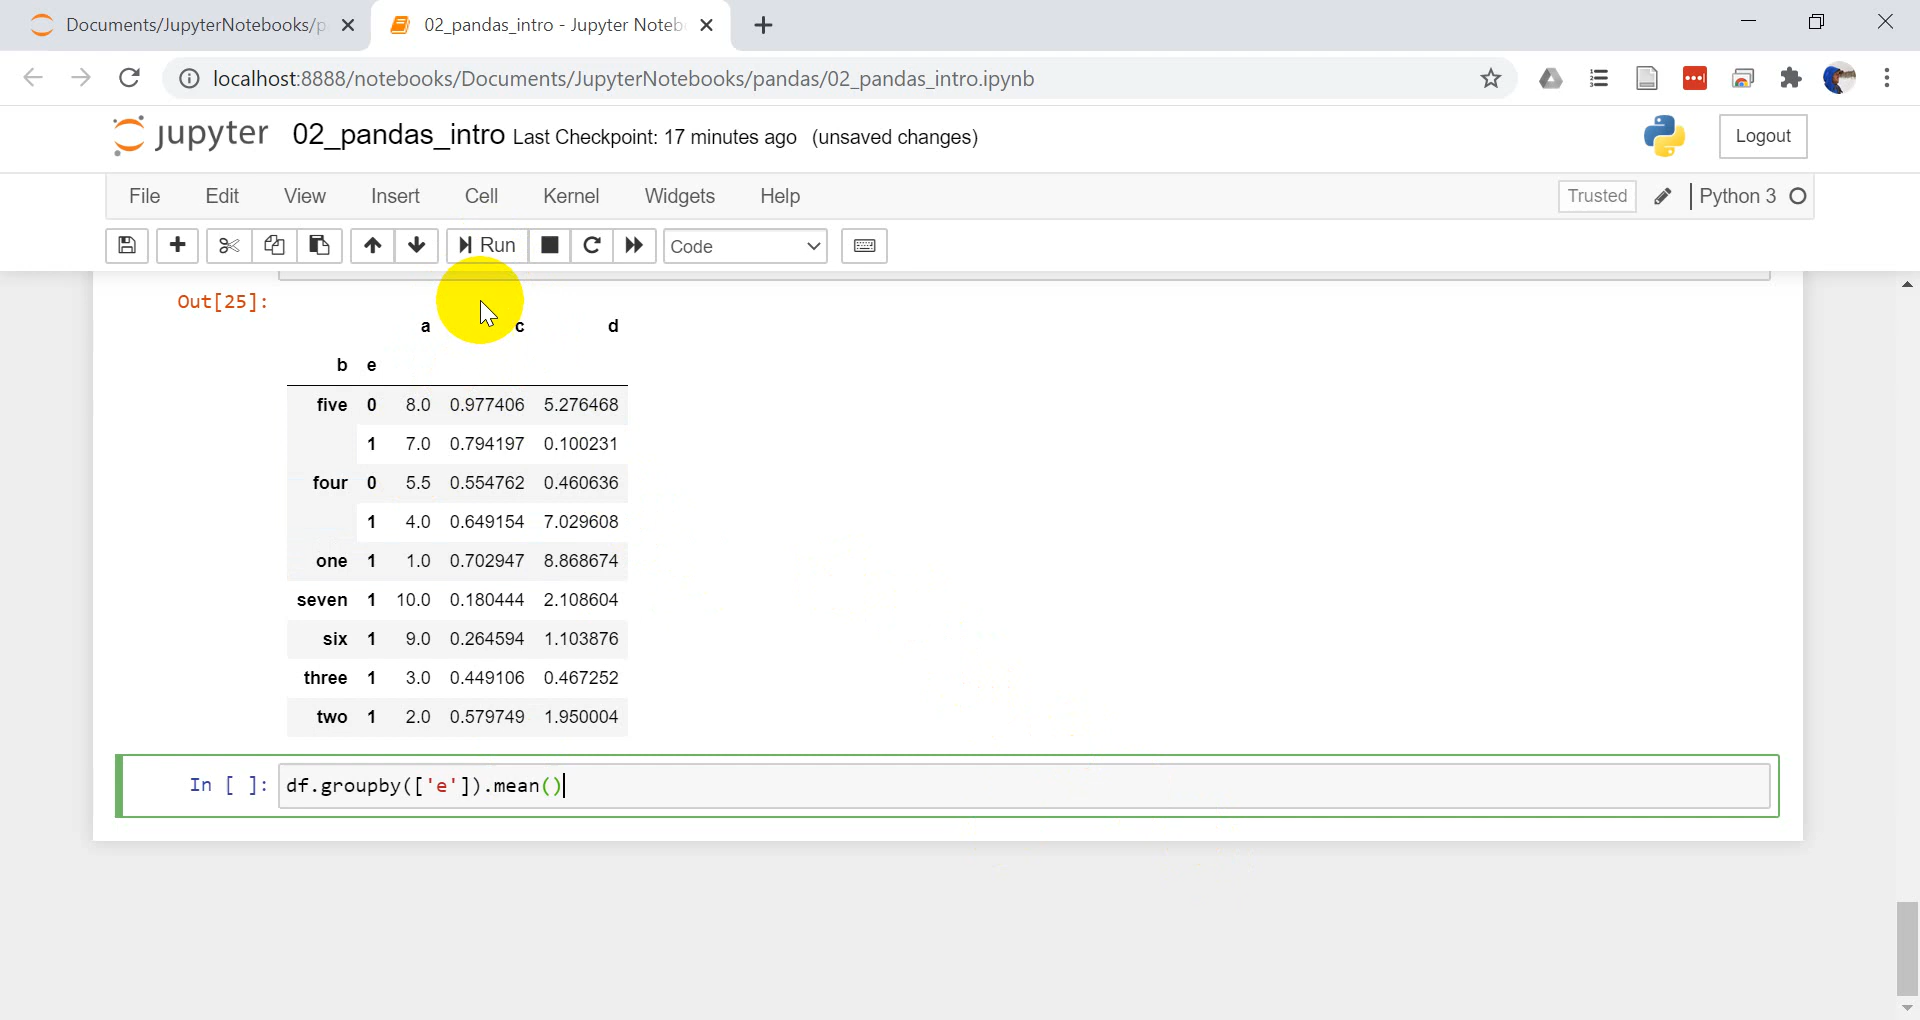 Documents/JupyterNotebooks/p
02_pandas_intro - Jupyter Noteb
localhost:8888/notebooks/Documents/JupyterNotebooks/pandas/02_pandas_intro.ipynb
jupyter 02_pandas_intro Last Checkpoint: 17 minutes ago (unsaved changes)
Logout
File Edit View Insert Cell Kernel Widgets Help
Trusted Python 3
Run Code
Out[25]:
a c d
b e
five 0 8.0 0.977406 5.276468
1 7.0 0.794197 0.100231
four 0 5.5 0.554762 0.460636
1 4.0 0.649154 7.029608
one 1 1.0 0.702947 8.868674
seven 1 10.0 0.180444 2.108604
six 1 9.0 0.264594 1.103876
three 1 3.0 0.449106 0.467252
two 1 2.0 0.579749 1.950004
In [ ]: df.groupby(['e']).mean()